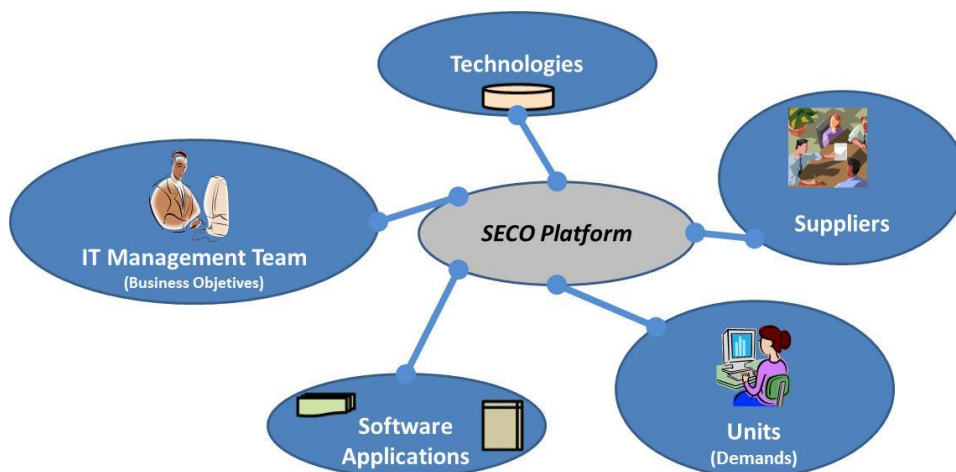 Technologies
Suppliers
SECO Platform
IT Management Team
(Business Objetives)
Software
Applications
Units
(Demands)